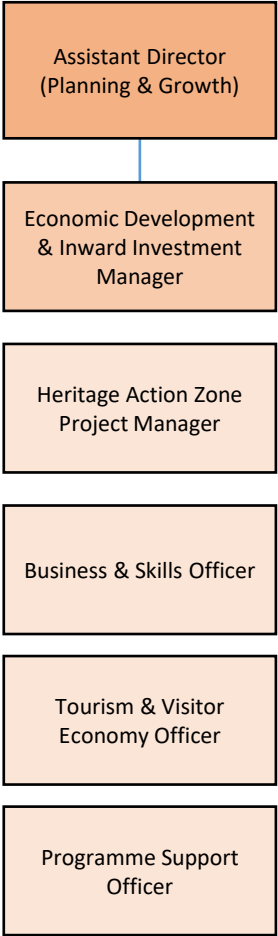 Assistant Director
(Planning & Growth)
Economic Development
& Inward Investment
Manager
Heritage Action Zone
Project Manager
Business & Skills Officer
Tourism & Visitor
Economy Officer
Programme Support
Officer